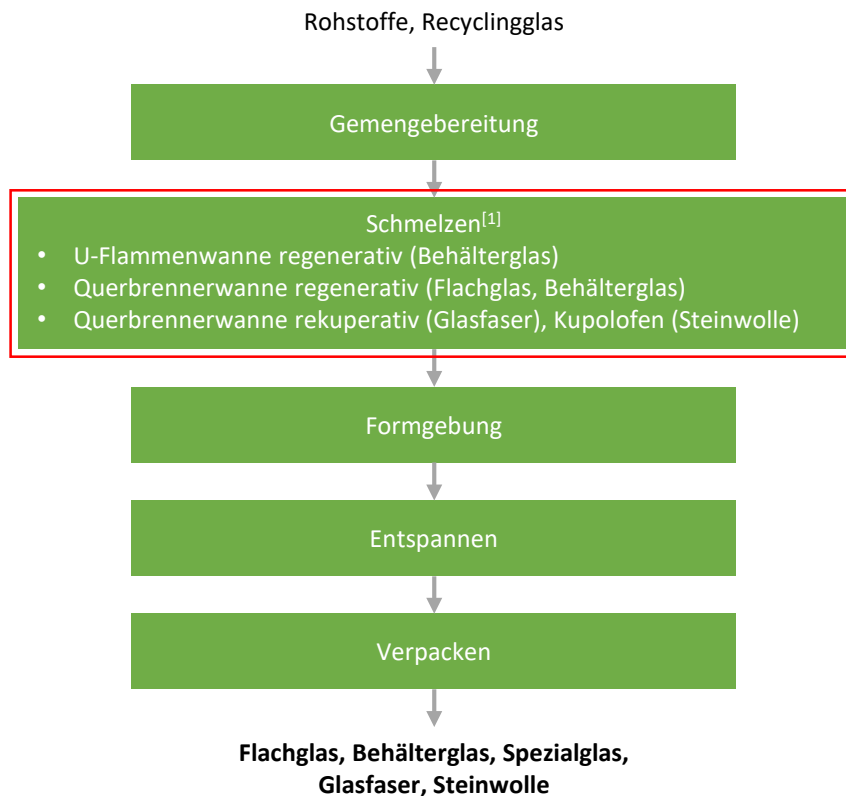 Rohstoffe, Recyclingglas
Gemengebereitung
Schmelzen[1]
• U-Flammenwanne regenerativ (Behälterglas)
• Querbrennerwanne regenerativ (Flachglas, Behälterglas)
• Querbrennerwanne rekuperativ (Glasfaser), Kupolofen (Steinwolle)
Formgebung
Entspannen
Verpacken
Flachglas, Behälterglas, Spezialglas,
Glasfaser, Steinwolle